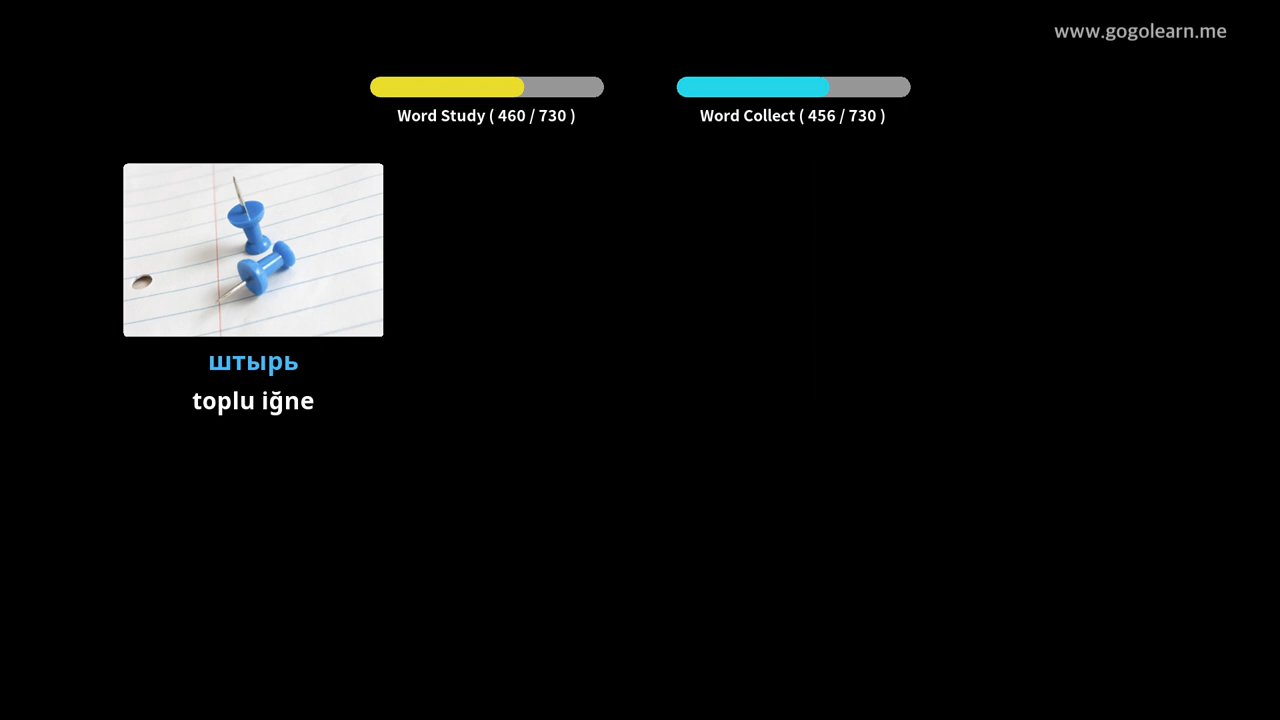 www.gogolearn.me
Word Study ( 460 / 730 )
Word Collect ( 456 / 730 )
штырь
toplu iğne